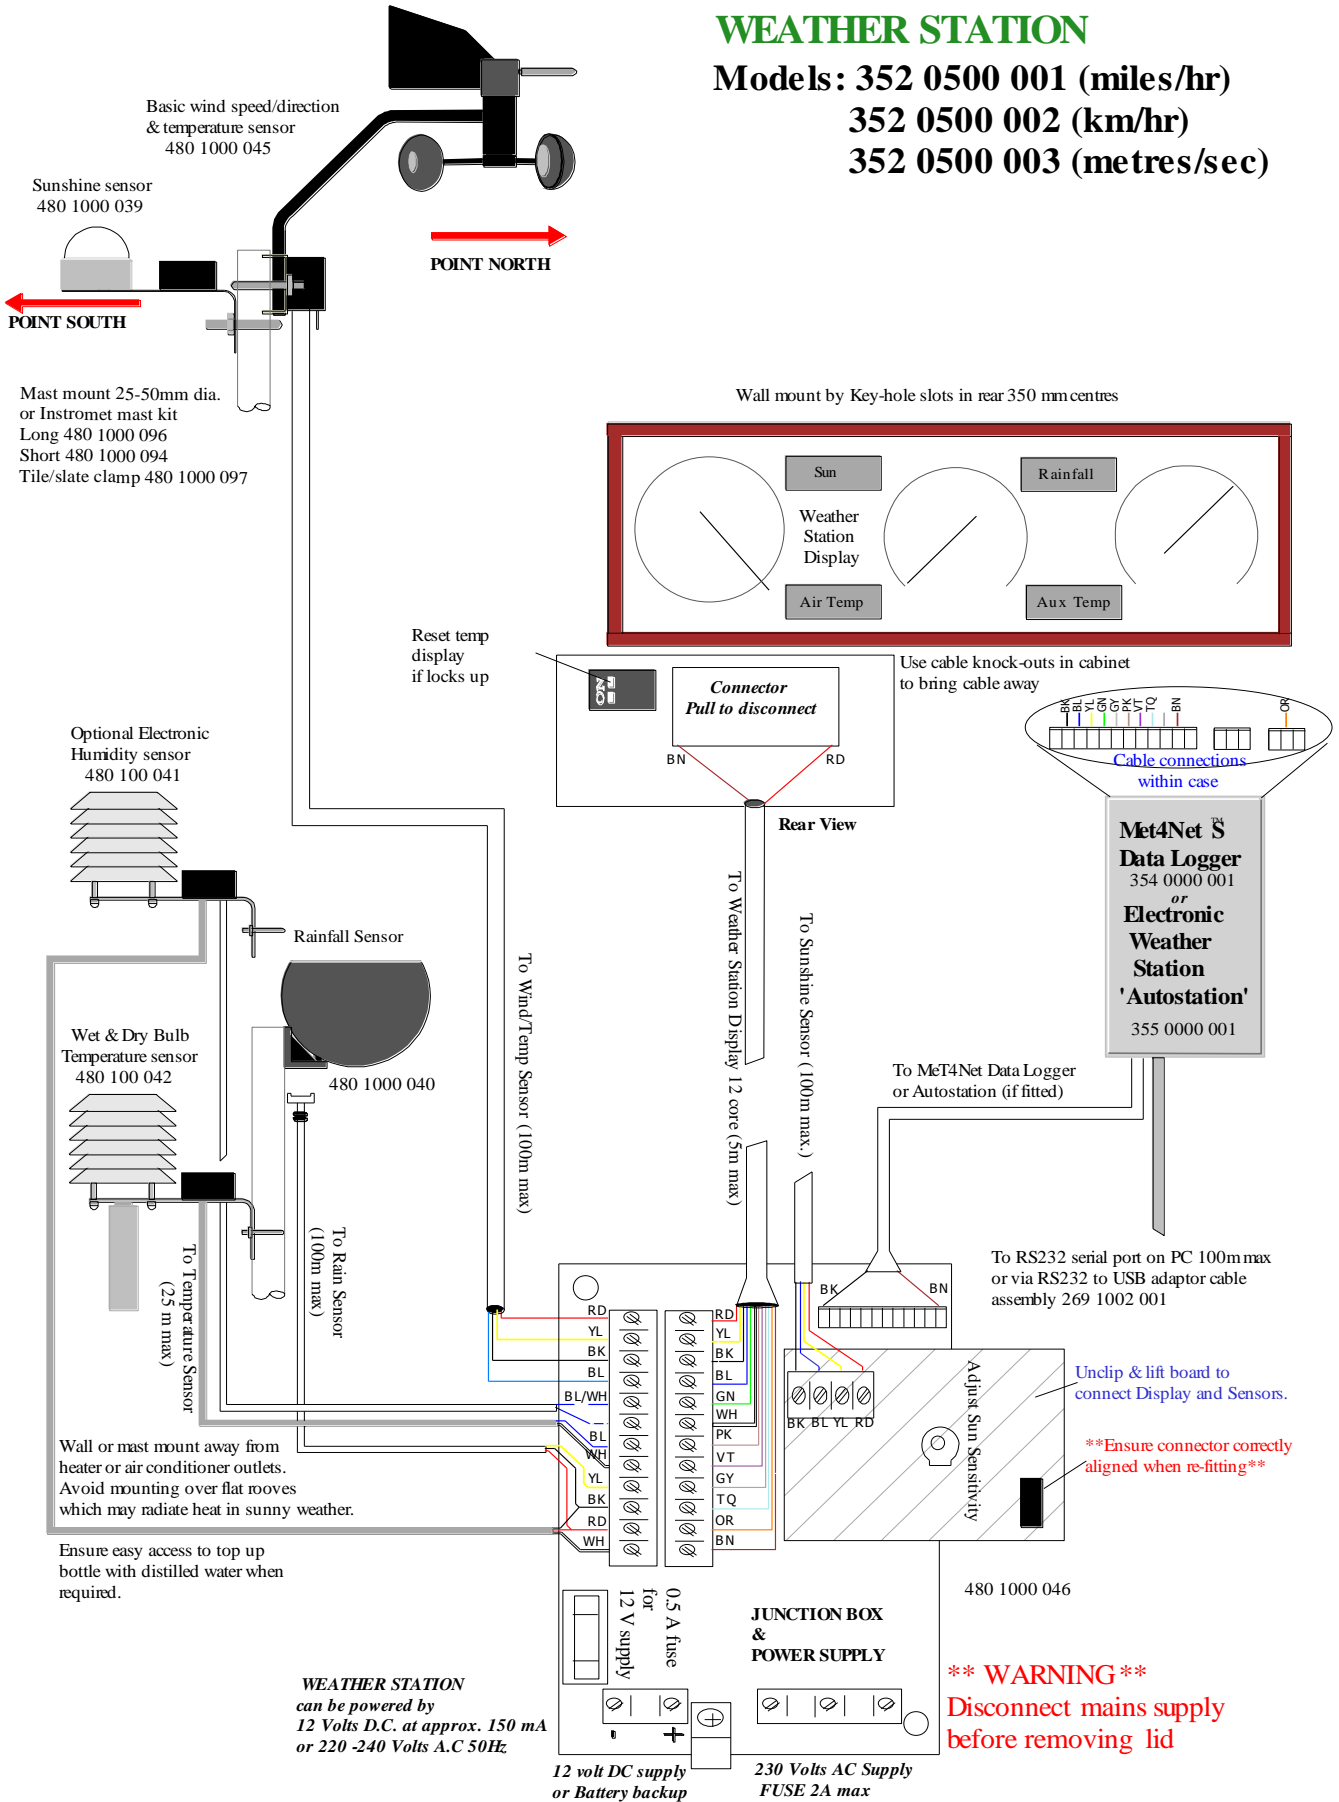 WEATHER STATION
Models: 352 0500 001 (miles/hr)
352 0500 002 (km/hr)
352 0500 003 (metres/sec)
Basic wind speed/direction
& temperature sensor
480 1000 045
Sunshine sensor
480 1000 039
POINT NORTH
POINT SOUTH
Mast mount 25-50mm dia.
or Instromet mast kit
Long 480 1000 096
Short 480 1000 094
Tile/slate clamp 480 1000 097
Wall mount by Key-hole slots in rear 350 mm centres
Sun
Rainfall
Weather
Station
Display
Air Temp
Aux Temp
Reset temp
display
if locks up
ON
Connector
Pull to disconnect
BN
RD
Rear View
Use cable knock-outs in cabinet
to bring cable away
BK
BL
YL
GN
GY
PK
VT
TQ
BN
OR
Cable connections
within case
Met4Net S
TM
Data Logger
354 0000 001
or
Electronic
Weather
Station
'Autostation'
355 0000 001
Optional Electronic
Humidity sensor
480 100 041
Rainfall Sensor
480 1000 040
Wet & Dry Bulb
Temperature sensor
480 100 042
To Wind/Temp Sensor (100m max)
To Weather Station Display 12 core (5m max)
To Sunshine Sensor (100m max.)
To MeT4Net Data Logger
or Autostation (if fitted)
To Rain Sensor
(100m max)
To Temperature Sensor
(25 m max)
To RS232 serial port on PC 100m max
or via RS232 to USB adaptor cable
assembly 269 1002 001
BK
BN
RD
YL
BK
BL
BL/WH
BL
WH
YL
BK
RD
WH
RD
YL
BK
BL
GN
WH
PK
VT
GY
TQ
OR
BN
BK BL YL RD
Adjust Sun Sensitivity
Unclip & lift board to
connect Display and Sensors.
**Ensure connector correctly
aligned when re-fitting**
480 1000 046
Wall or mast mount away from
heater or air conditioner outlets.
Avoid mounting over flat rooves
which may radiate heat in sunny weather.
Ensure easy access to top up
bottle with distilled water when
required.
0.5 A fuse
for
12 V supply
JUNCTION BOX
&
POWER SUPPLY
- +
WEATHER STATION
can be powered by
12 Volts D.C. at approx. 150 mA
or 220 -240 Volts A.C 50Hz
12 volt DC supply
or Battery backup
230 Volts AC Supply
FUSE 2A max
** WARNING **
Disconnect mains supply
before removing lid